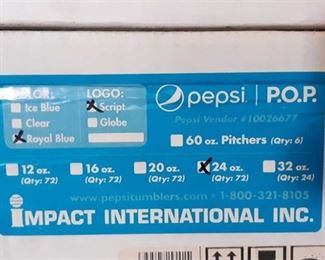 COLOR: LOGO:
Ice Blue Script
Clear Globe
Royal Blue
pepsi | P.O.P.
Pepsi Vendor #10026677
60 oz. Pitchers (Qty: 6)
12 oz. 16 oz. 20 oz. 24 oz. 32 oz.
(Qty: 72) (Qty: 72) (Qty: 72) (Qty: 72) (Qty: 24)
www.pepsitumblers.com · 1-800-321-8105
IMPACT INTERNATIONAL INC.